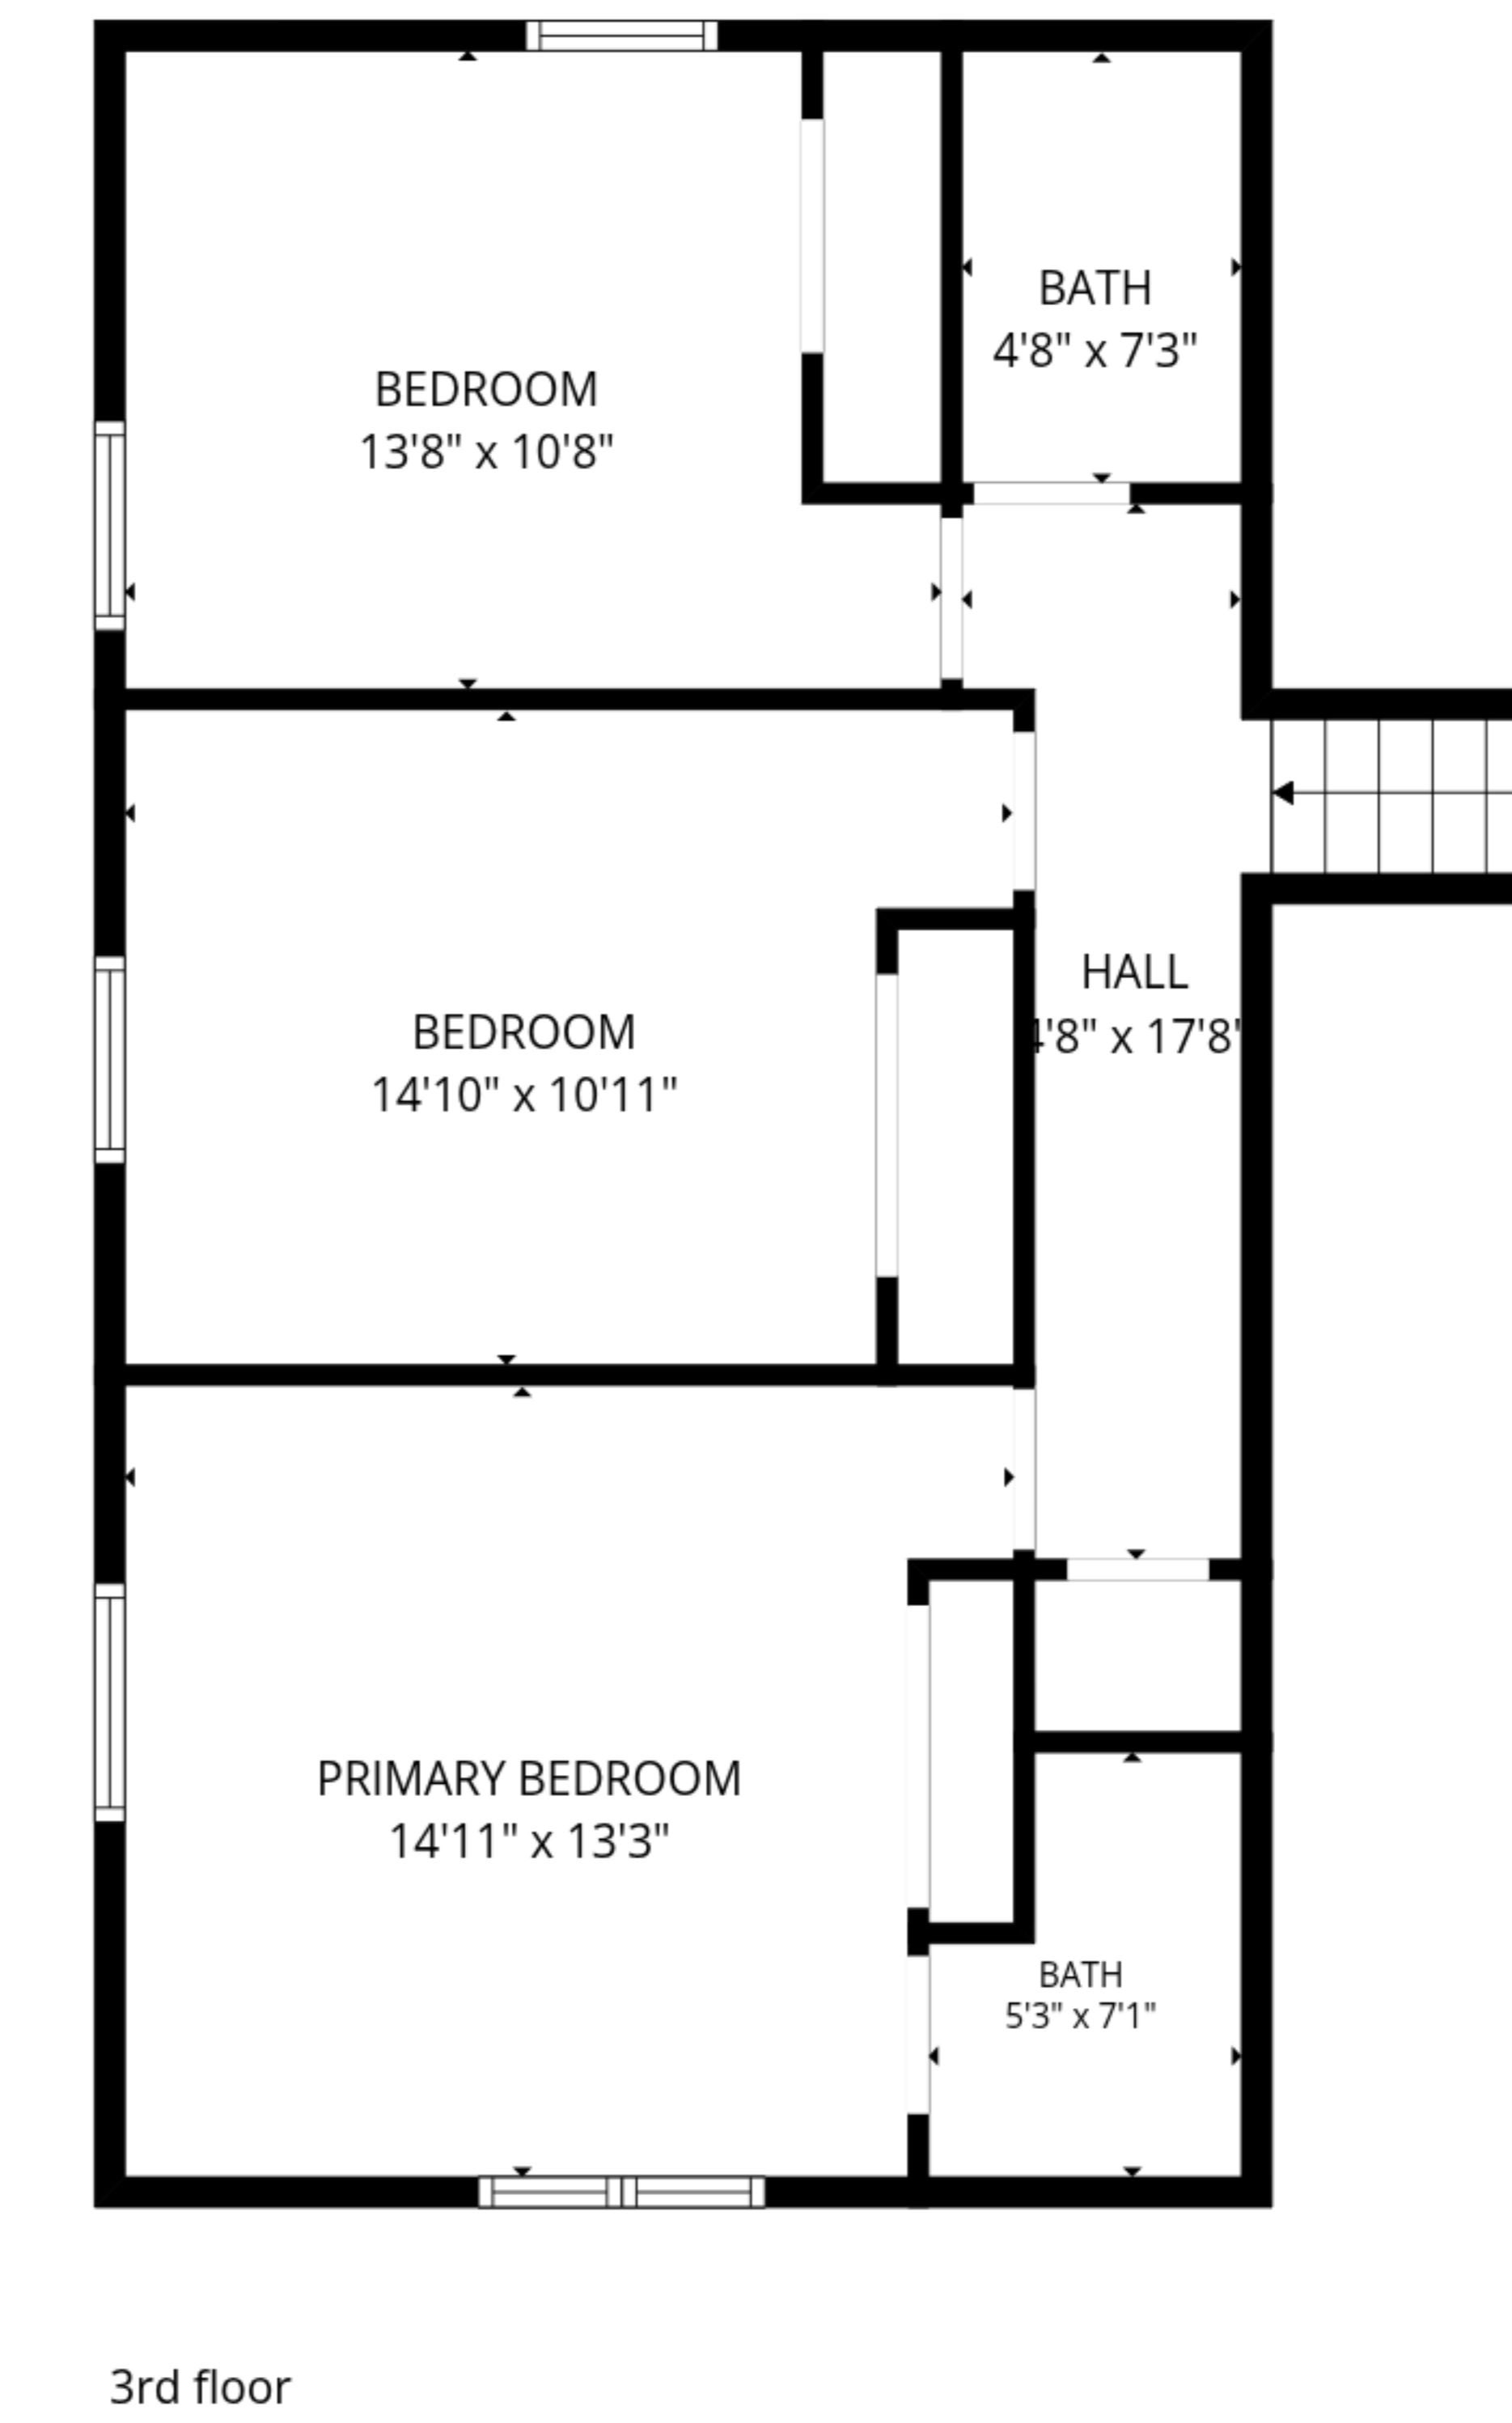 BATH
4'8" x 7'3"
BEDROOM
13'8" x 10'8"
HALL
4'8" x 17'8"
BEDROOM
14'10" x 10'11"
PRIMARY BEDROOM
14'11" x 13'3"
BATH
5'3" x 7'1"
3rd floor